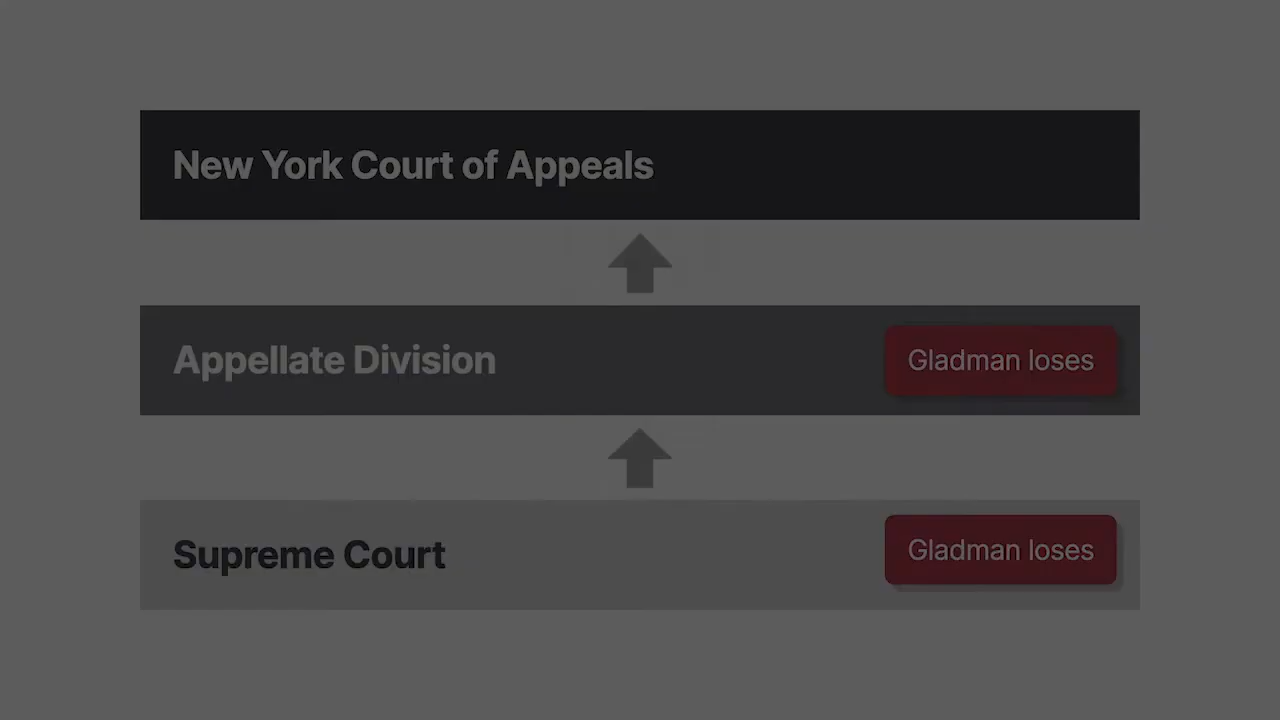 New York Court of Appeals
Appellate Division
Gladman loses
Supreme Court
Gladman loses